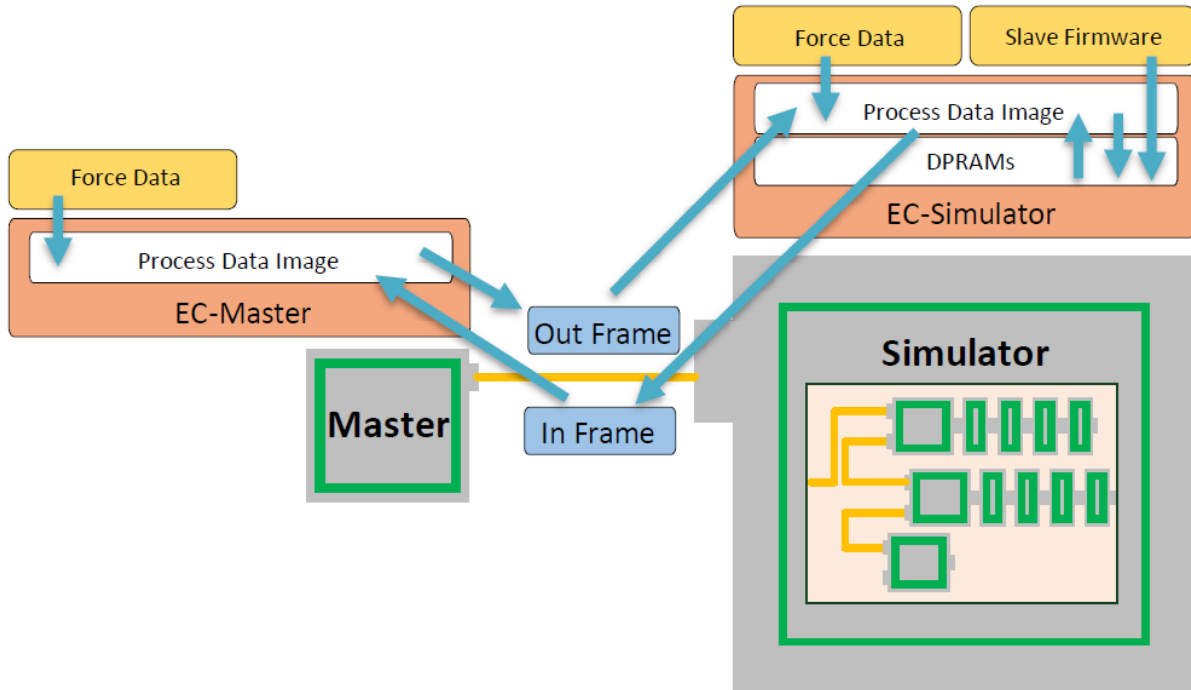 Force Data
Slave Firmware
Process Data Image
DPRAMs
EC-Simulator
Force Data
Process Data Image
EC-Master
Out Frame
In Frame
Master
Simulator